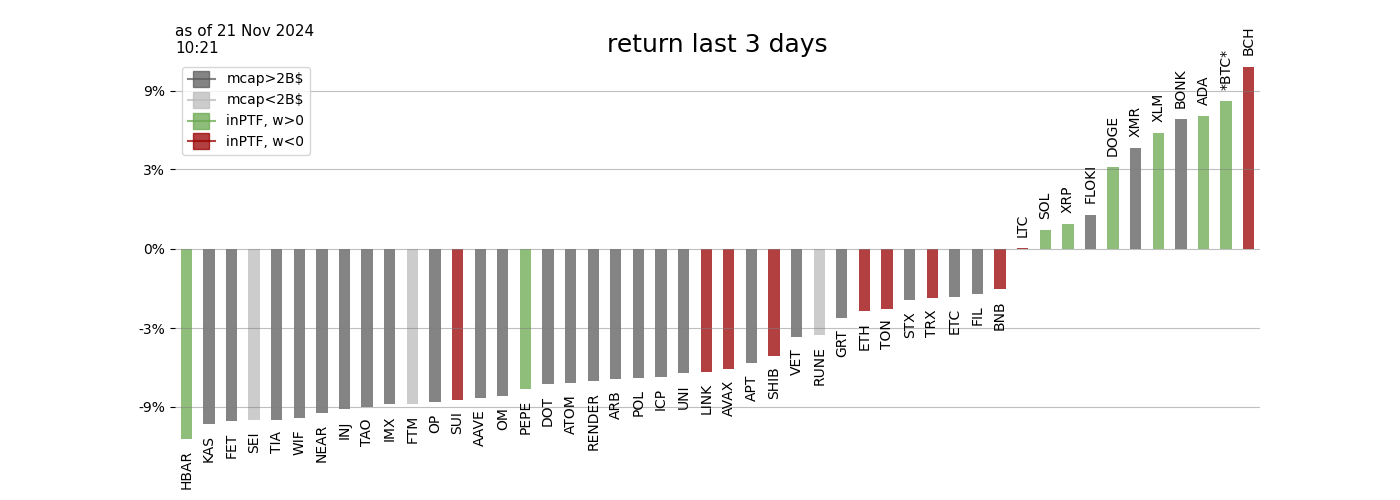 as of 21 Nov 2024
10:21
return last 3 days
mcap>2B$
mcap<2B$
inPTF, w>0
inPTF, w<0
9%
3%
0%
-3%
-9%
HBAR
KAS
FET
SEI
TIA
WIF
NEAR
INJ
TAO
IMX
FTM
OP
SUI
AAVE
OM
PEPE
DOT
ATOM
RENDER
ARB
POL
ICP
UNI
LINK
AVAX
APT
SHIB
VET
RUNE
GRT
ETH
TON
STX
TRX
ETC
FIL
BNB
LTC
SOL
XRP
FLOKI
DOGE
XMR
XLM
BONK
ADA
*BTC*
BCH